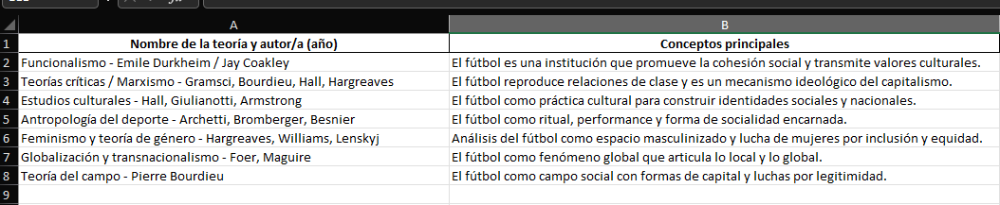 A B
1 Nombre de la teoría y autor/a (año) Conceptos principales
2 Funcionalismo - Emile Durkheim / Jay Coakley El fútbol es una institución que promueve la cohesión social y transmite valores culturales.
3 Teorías críticas / Marxismo - Gramsci, Bourdieu, Hall, Hargreaves El fútbol reproduce relaciones de clase y es un mecanismo ideológico del capitalismo.
4 Estudios culturales - Hall, Giulianotti, Armstrong El fútbol como práctica cultural para construir identidades sociales y nacionales.
5 Antropología del deporte - Archetti, Bromberger, Besnier El fútbol como ritual, performance y forma de socialidad encarnada.
6 Feminismo y teoría de género - Hargreaves, Williams, Lenskyj Análisis del fútbol como espacio masculinizado y lucha de mujeres por inclusión y equidad.
7 Globalización y transnacionalismo - Foer, Maguire El fútbol como fenómeno global que articula lo local y lo global.
8 Teoría del campo - Pierre Bourdieu El fútbol como campo social con formas de capital y luchas por legitimidad.
9